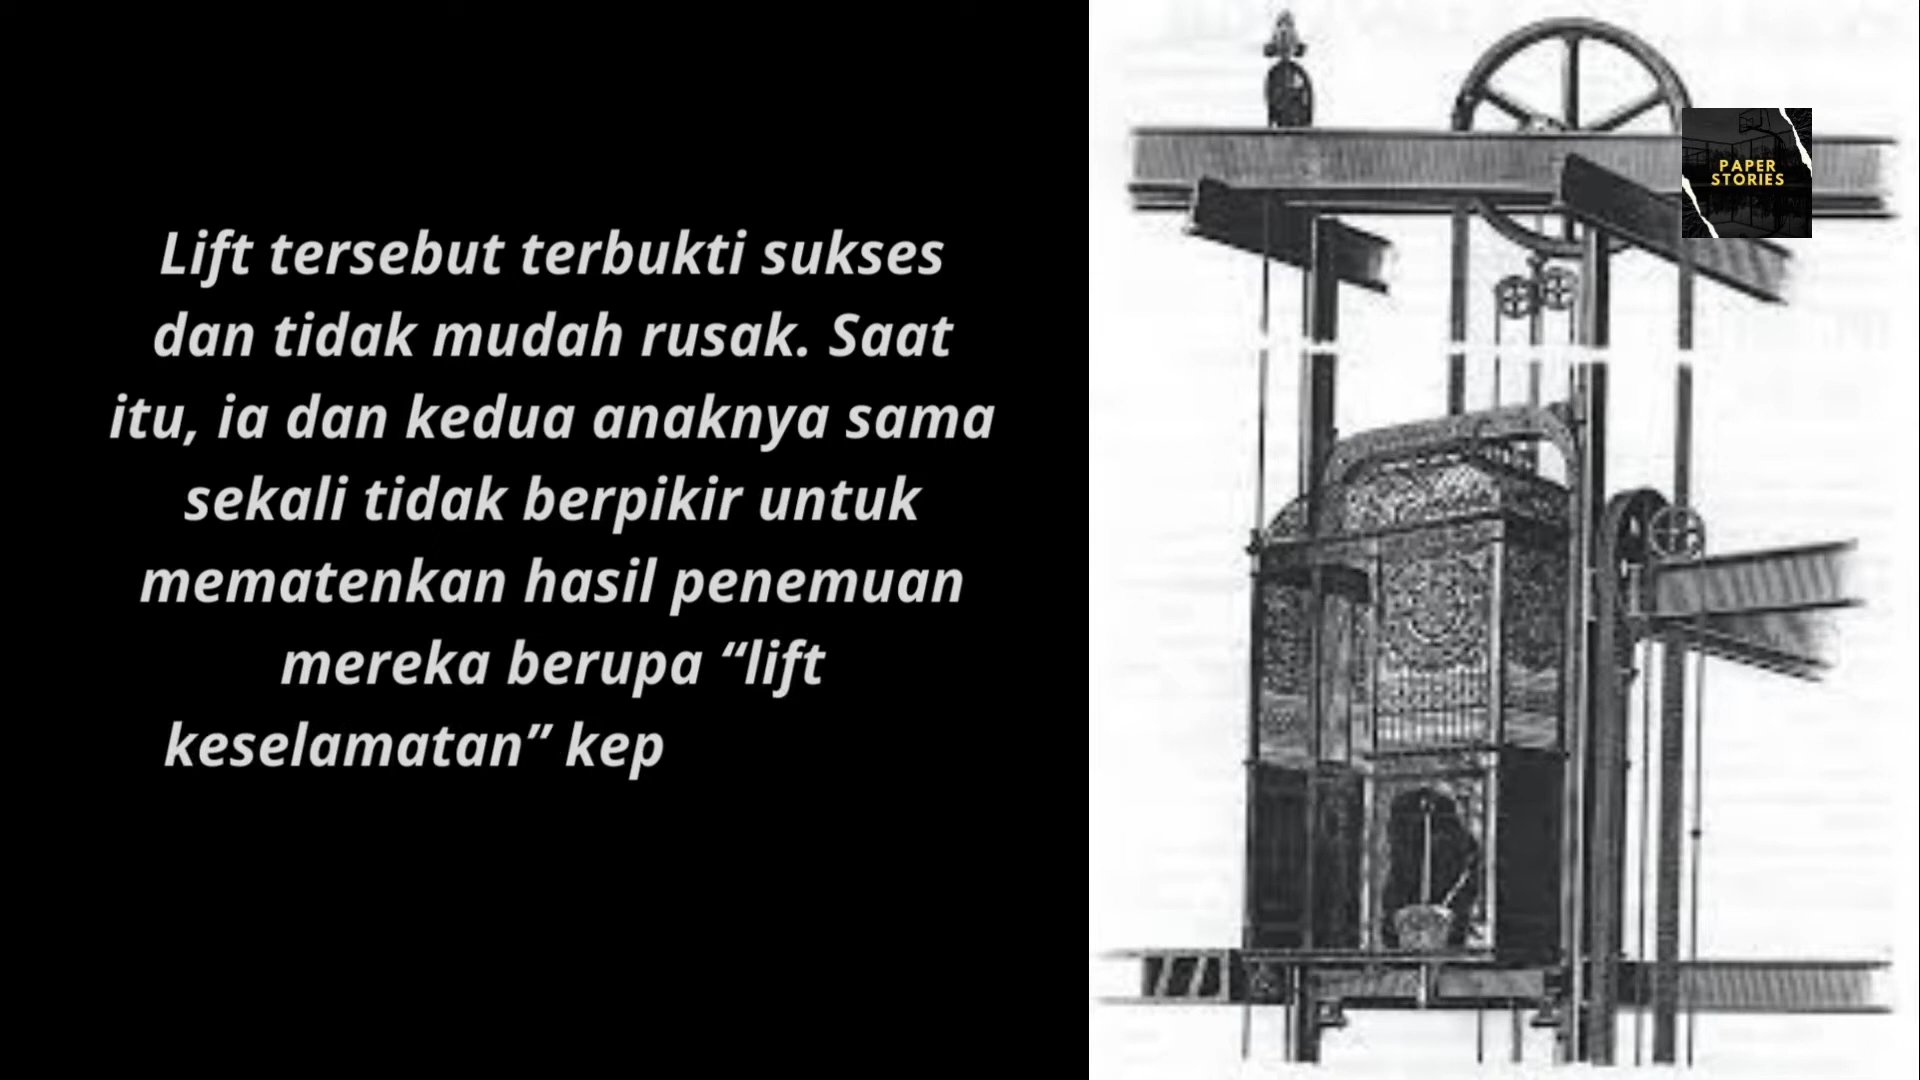 Lift tersebut terbukti sukses
dan tidak mudah rusak. Saat
itu, ia dan kedua anaknya sama
sekali tidak berpikir untuk
mematenkan hasil penemuan
mereka berupa “lift
keselamatan” kep
PAPER
STORIES